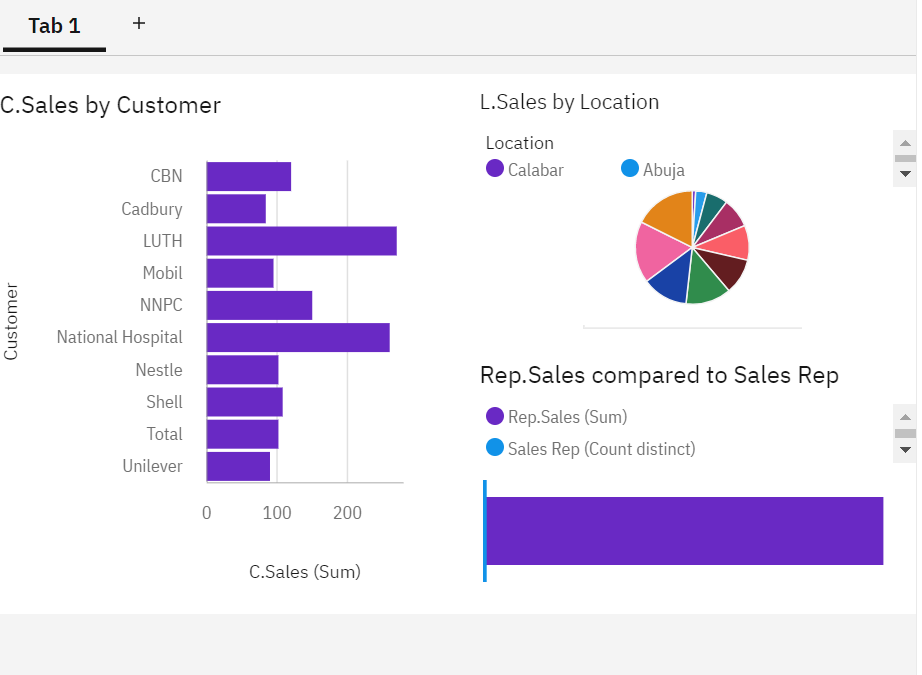 Tab 1 +
C.Sales by Customer
Customer
CBN
Cadbury
LUTH
Mobil
NNPC
National Hospital
Nestle
Shell
Total
Unilever
0 100 200
C.Sales (Sum)
L.Sales by Location
Location
Calabar Abuja
Rep.Sales compared to Sales Rep
Rep.Sales (Sum)
Sales Rep (Count distinct)